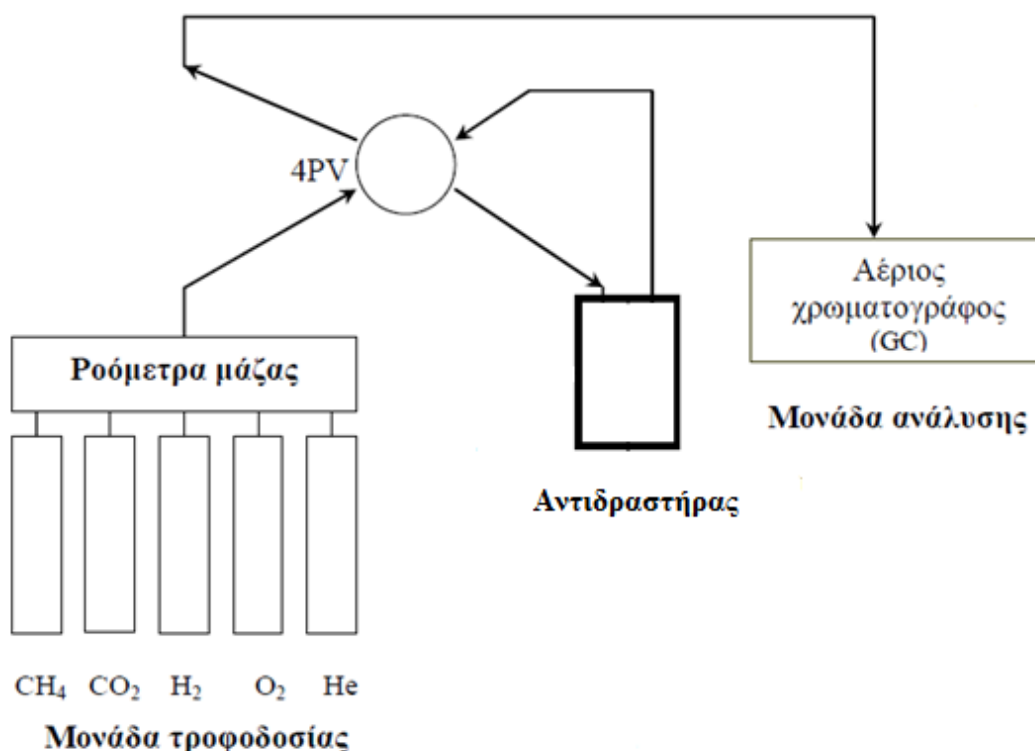 4PV
Αέριος
χρωματογράφος
(GC)
Ροόμετρα μάζας
Μονάδα ανάλυσης
Αντιδραστήρας
CH₄ CO₂ H₂ O₂ He
Μονάδα τροφοδοσίας